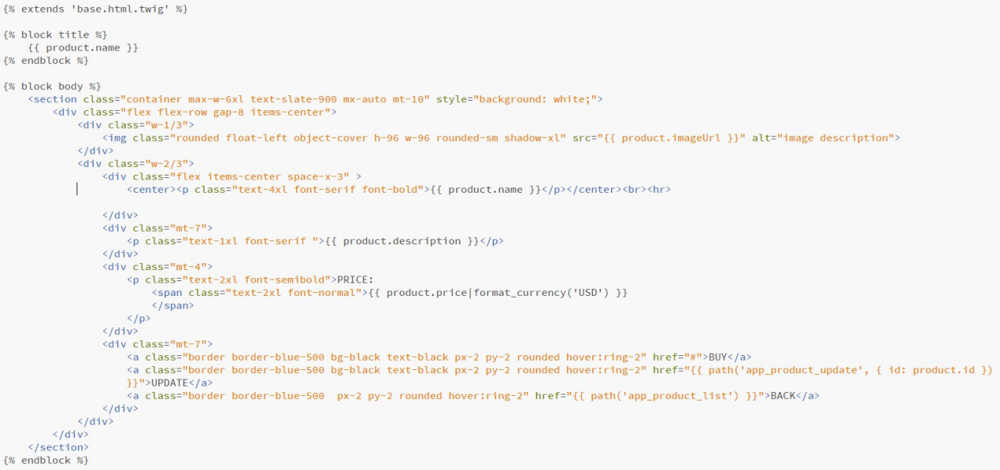 {% extends 'base.html.twig' %}

{% block title %}
    {{ product.name }}
{% endblock %}

{% block body %}
    <section class="container max-w-6xl text-slate-900 mx-auto mt-10" style="background: white;">
        <div class="flex flex-row gap-8 items-center">
            <div class="w-1/3">
                <img class="rounded float-left object-cover h-96 w-96 rounded-sm shadow-xl" src="{{ product.imageUrl }}" alt="image description">
            </div>
            <div class="w-2/3">
                <div class="flex items-center space-x-3" >
                    <center><p class="text-4xl font-serif font-bold">{{ product.name }}</p></center><br><hr>

                </div>
                <div class="mt-7">
                    <p class="text-1xl font-serif ">{{ product.description }}</p>
                </div>
                <div class="mt-4">
                    <p class="text-2xl font-semibold">PRICE:
                        <span class="text-2xl font-normal">{{ product.price|format_currency('USD') }}
                        </span>
                    </p>
                </div>
                <div class="mt-7">
                    <a class="border border-blue-500 bg-black text-black px-2 py-2 rounded hover:ring-2" href="#">BUY</a>
                    <a class="border border-blue-500 bg-black text-black px-2 py-2 rounded hover:ring-2" href="{{ path('app_product_update', { id: product.id })
                    }}">UPDATE</a>
                    <a class="border border-blue-500  px-2 py-2 rounded hover:ring-2" href="{{ path('app_product_list') }}">BACK</a>
                </div>
            </div>
        </div>
    </section>
{% endblock %}